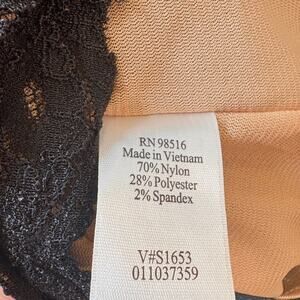 RN 98516
Made in Vietnam
70% Nylon
28% Polyester
2% Spandex
V#S1653
011037359